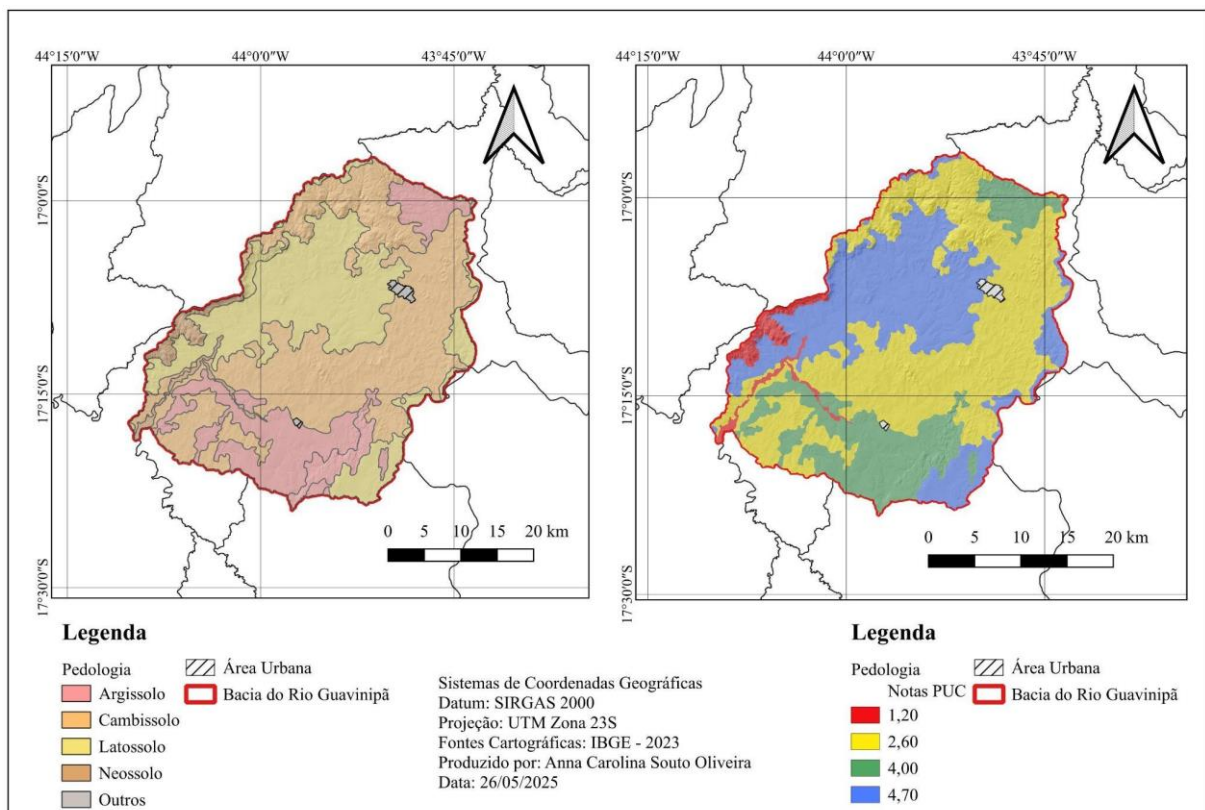 44°15′0″W 44°0′0″W 43°45′0″W
17°0′0″S
17°15′0″S
17°30′0″S
0 5 10 15 20 km
44°15′0″W 44°0′0″W 43°45′0″W
17°0′0″S
17°15′0″S
17°30′0″S
0 5 10 15 20 km
Legenda
Pedologia
Argissolo
Cambissolo
Latossolo
Neossolo
Outros
Área Urbana
Bacia do Rio Guavinipã
Sistemas de Coordenadas Geográficas
Datum: SIRGAS 2000
Projeção: UTM Zona 23S
Fontes Cartográficas: IBGE - 2023
Produzido por: Anna Carolina Souto Oliveira
Data: 26/05/2025
Legenda
Pedologia
Notas PUC
1,20
2,60
4,00
4,70
Área Urbana
Bacia do Rio Guavinipã